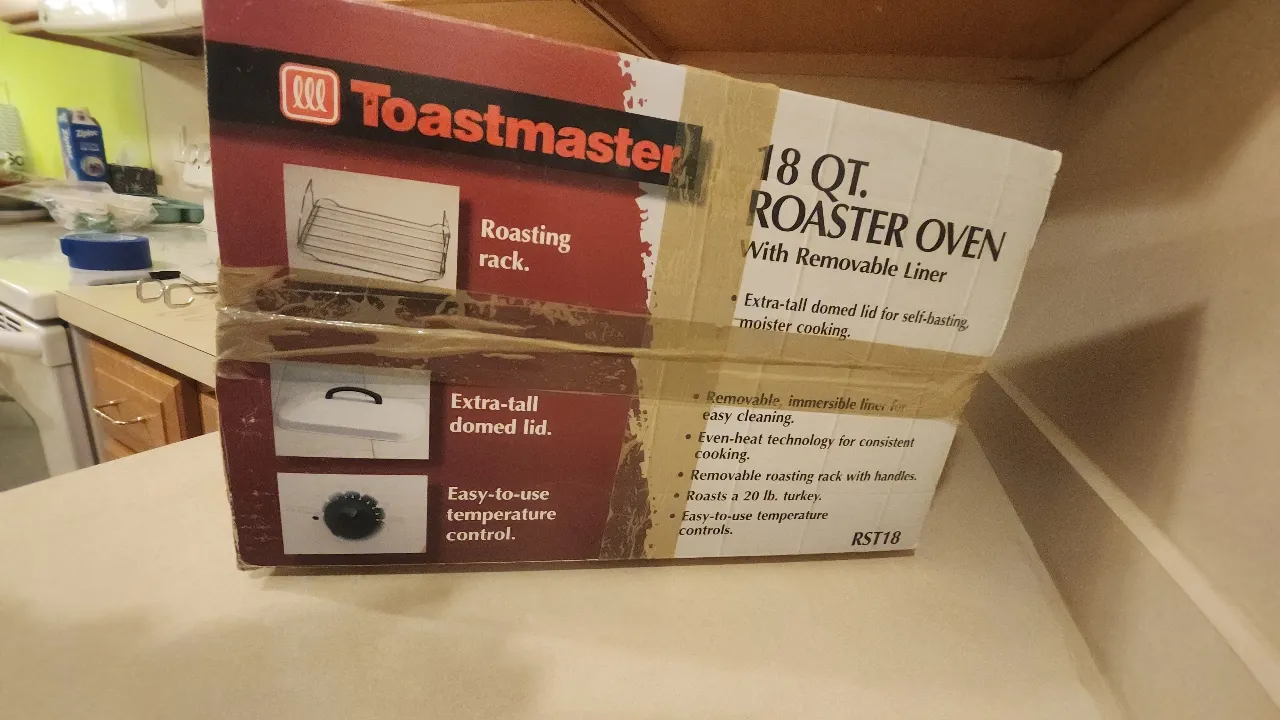 Toastmaster
Roasting
rack.
Extra-tall
domed lid.
Easy-to-use
temperature
control.
18 QT.
ROASTER OVEN
With Removable Liner
• Extra-tall domed lid for self-basting,
moister cooking.
• Removable, immersible liner for
easy cleaning.
• Even-heat technology for consistent
cooking.
• Removable roasting rack with handles.
• Roasts a 20 lb. turkey.
• Easy-to-use temperature
controls.
RST18
Ziploc